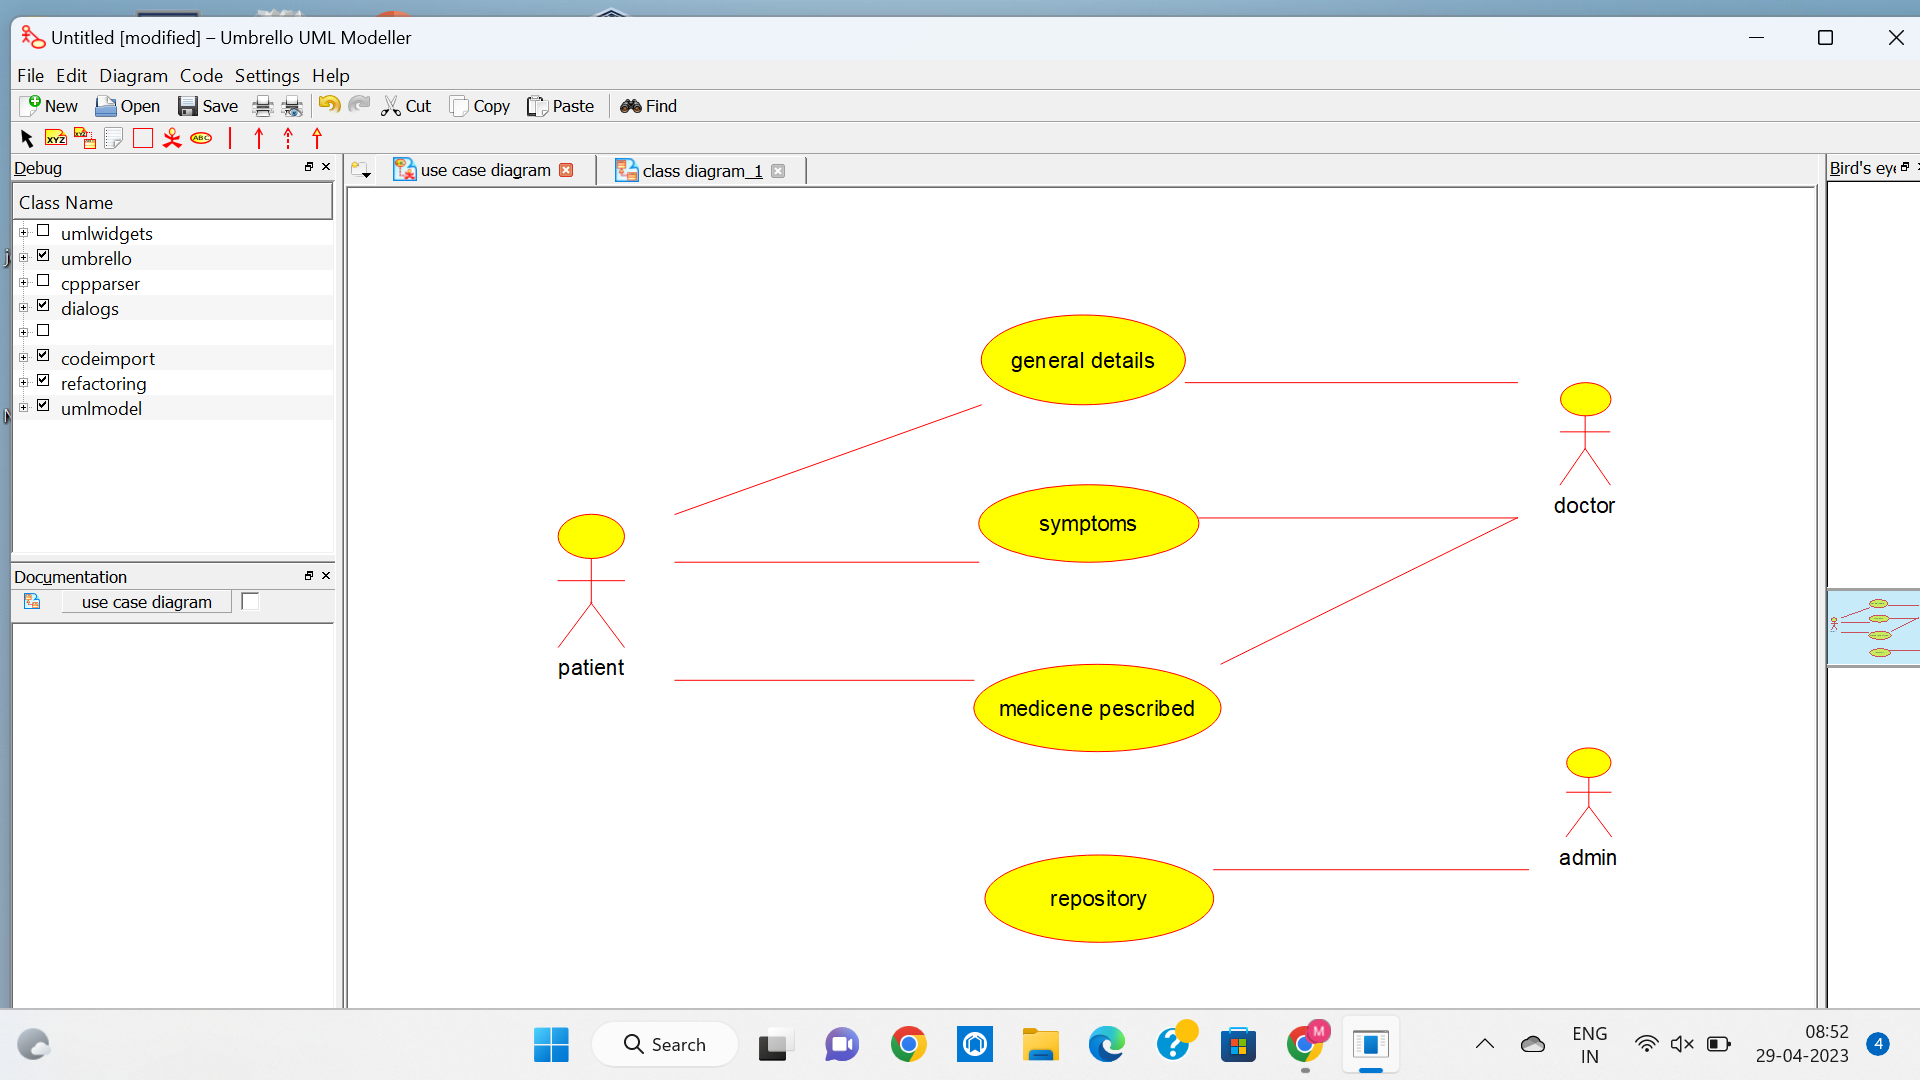 Untitled [modified] – Umbrello UML Modeller
File Edit Diagram Code Settings Help
New Open Save Cut Copy Paste Find
XYZ XYZ ABC
Debug
use case diagram class diagram_1
Bird's eye
Class Name
umlwidgets
umbrello
cppparser
dialogs
codeimport
refactoring
umlmodel
Documentation
use case diagram
general details
doctor
symptoms
patient
medicene pescribed
admin
repository
Search
M
ENG
IN
08:52
29-04-2023
4